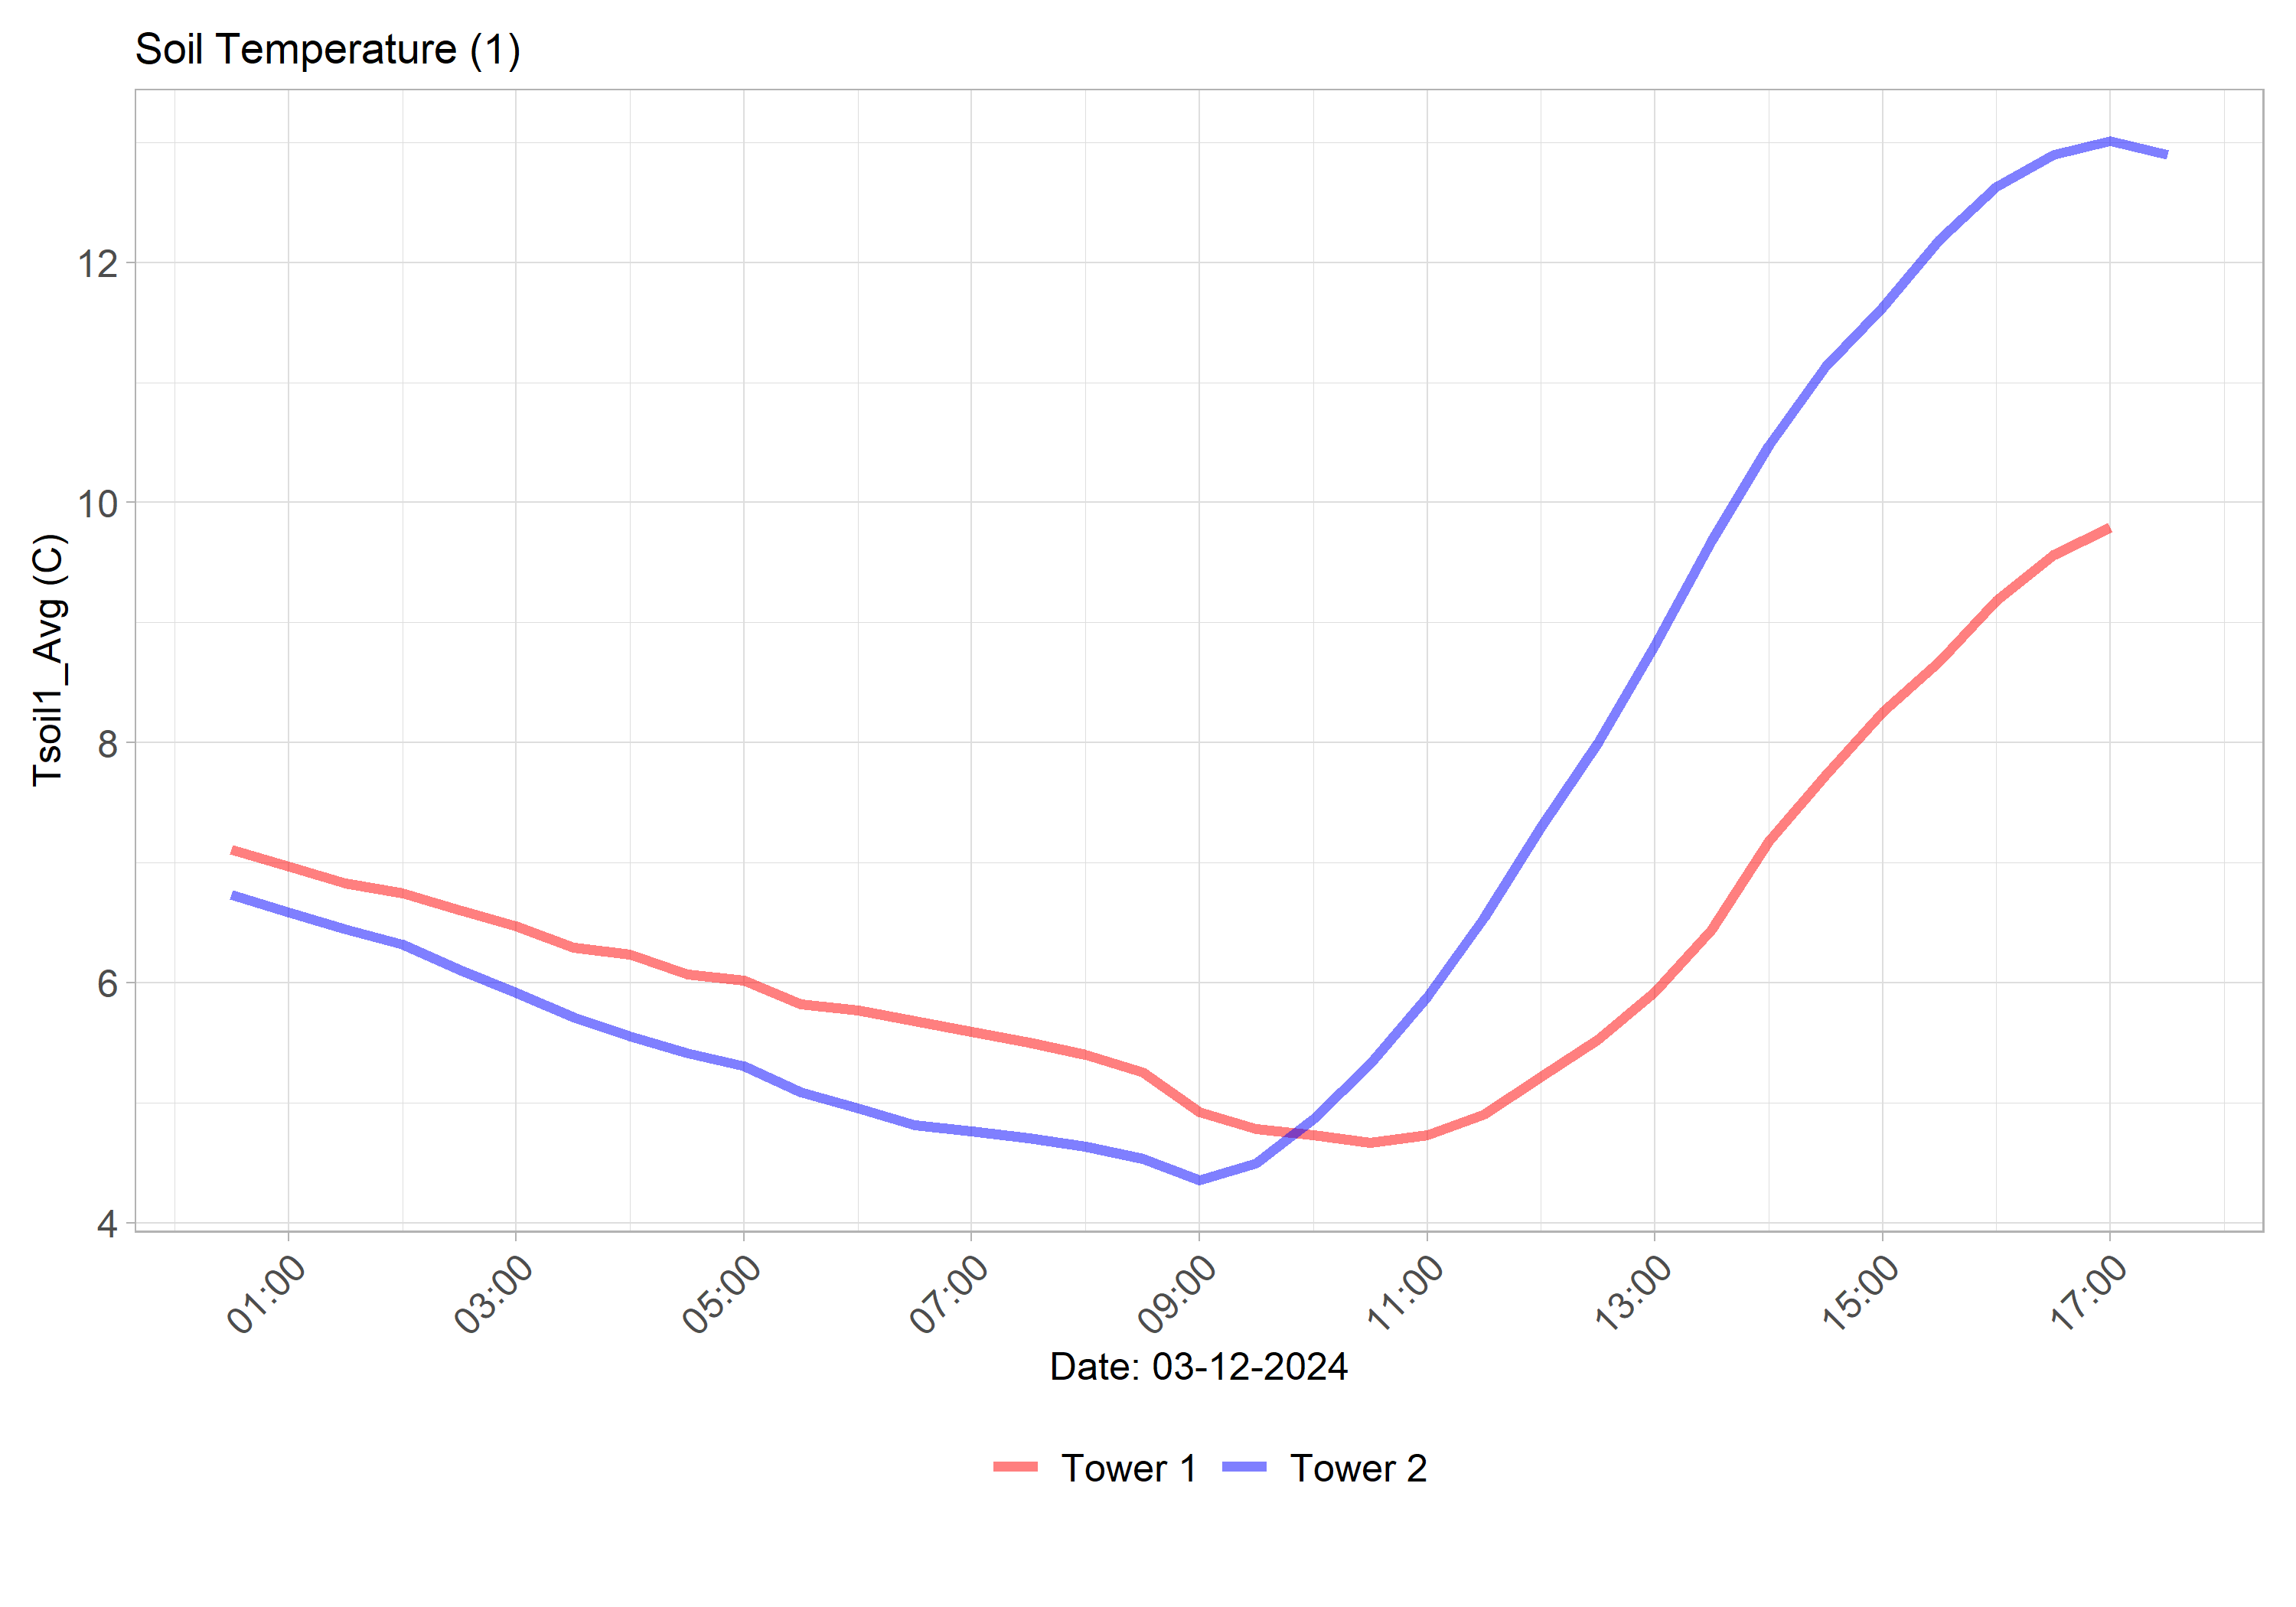 Soil Temperature (1)
Tsoil1_Avg (C)
12
10
8
6
4
01:00 03:00 05:00 07:00 09:00 11:00 13:00 15:00 17:00
Date: 03-12-2024
Tower 1 Tower 2